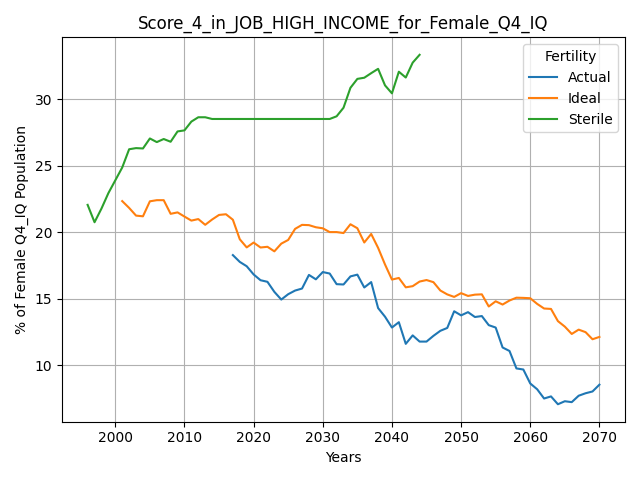 Score_4_in_JOB_HIGH_INCOME_for_Female_Q4_IQ
Fertility
Actual
Ideal
Sterile
% of Female Q4_IQ Population
30
25
20
15
10
2000 2010 2020 2030 2040 2050 2060 2070
Years